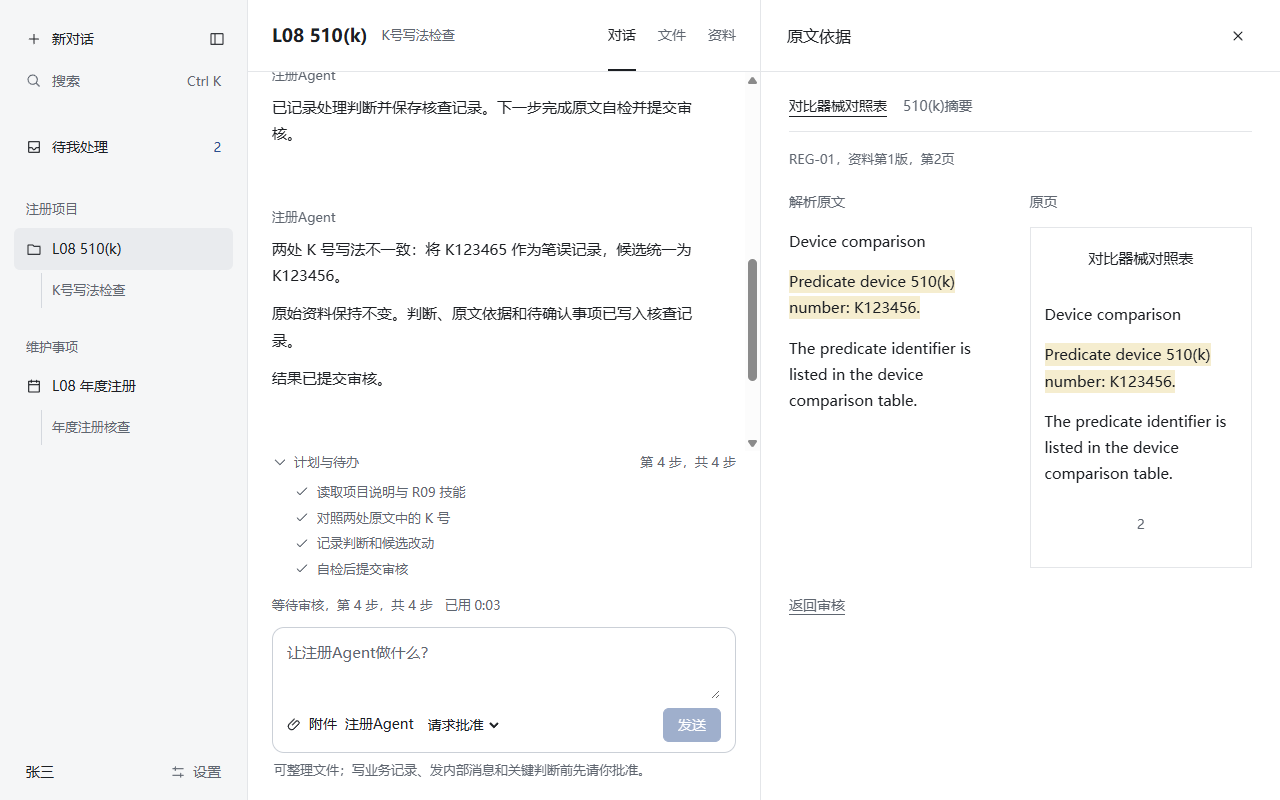 新对话
搜索 Ctrl K
待我处理 2
注册项目
L08 510(k)
K号写法检查
维护事项
L08 年度注册
年度注册核查
张三 设置
L08 510(k) K号写法检查 对话 文件 资料
注册Agent
已记录处理判断并保存核查记录。下一步完成原文自检并提交审
核。
注册Agent
两处 K 号写法不一致：将 K123465 作为笔误记录，候选统一为
K123456。
原始资料保持不变。判断、原文依据和待确认事项已写入核查记
录。
结果已提交审核。
计划与待办 第 4 步，共 4 步
读取项目说明与 R09 技能
对照两处原文中的 K 号
记录判断和候选改动
自检后提交审核
等待审核，第 4 步，共 4 步 已用 0:03
让注册Agent做什么？
附件 注册Agent 请求批准 发送
可整理文件；写业务记录、发内部消息和关键判断前先请你批准。
原文依据
对比器械对照表 510(k)摘要
REG-01，资料第1版，第2页
解析原文
Device comparison
Predicate device 510(k)
number: K123456.
The predicate identifier is
listed in the device
comparison table.
原页
对比器械对照表
Device comparison
Predicate device 510(k)
number: K123456.
The predicate identifier is
listed in the device
comparison table.
2
返回审核